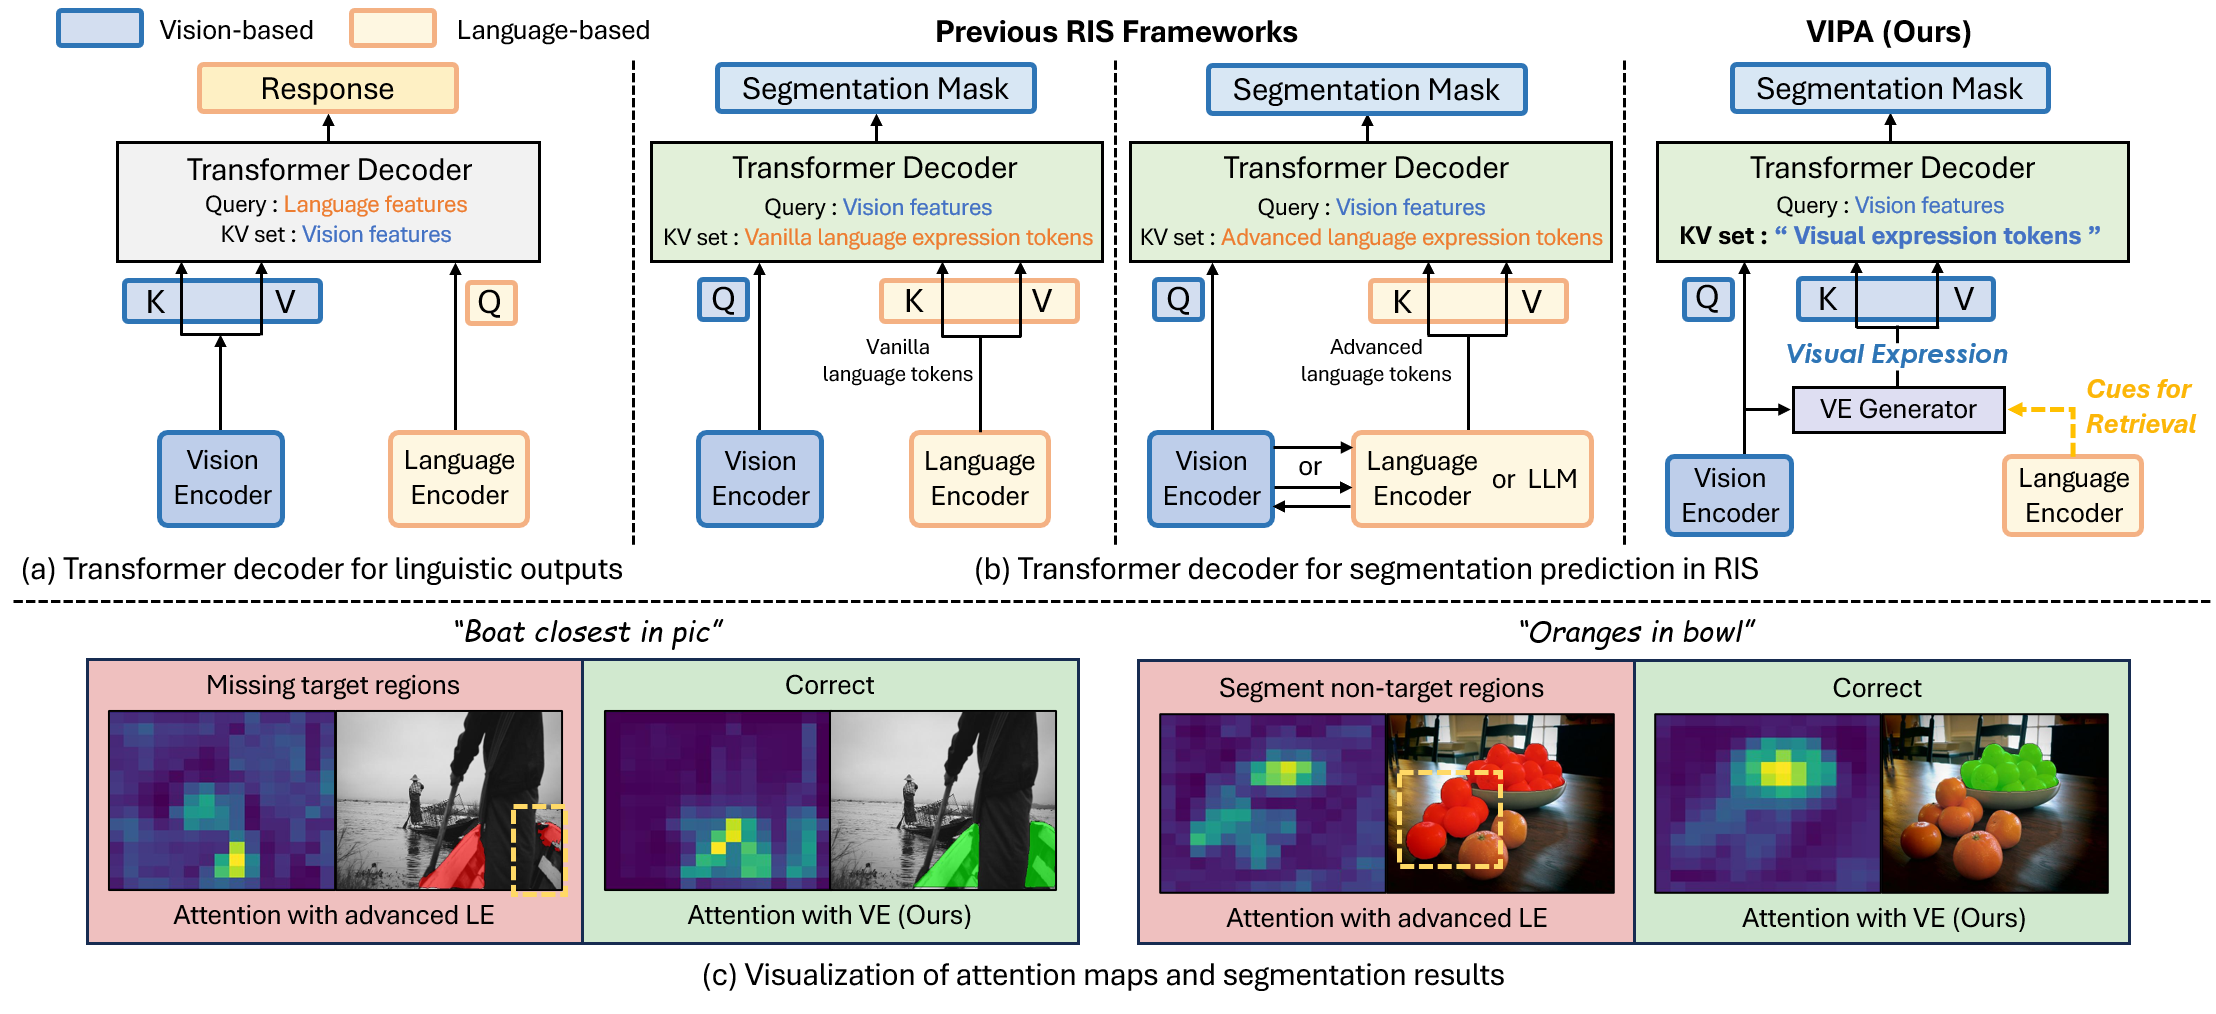 Vision-based
Language-based
Previous RIS Frameworks
VIPA (Ours)
Response
Transformer Decoder
Query : Language features
KV set : Vision features
K
V
Q
Vision
Encoder
Language
Encoder
(a) Transformer decoder for linguistic outputs
Segmentation Mask
Transformer Decoder
Query : Vision features
KV set : Vanilla language expression tokens
Q
K
V
Vanilla
language tokens
Vision
Encoder
Language
Encoder
Segmentation Mask
Transformer Decoder
Query : Vision features
KV set : Advanced language expression tokens
Q
K
V
Advanced
language tokens
Vision
Encoder
or
Language
Encoder
or LLM
Segmentation Mask
Transformer Decoder
Query : Vision features
KV set : “ Visual expression tokens ”
Q
K
V
Visual Expression
VE Generator
Cues for
Retrieval
Vision
Encoder
Language
Encoder
(b) Transformer decoder for segmentation prediction in RIS
“Boat closest in pic”
Missing target regions
Correct
Attention with advanced LE
Attention with VE (Ours)
“Oranges in bowl”
Segment non-target regions
Correct
Attention with advanced LE
Attention with VE (Ours)
(c) Visualization of attention maps and segmentation results